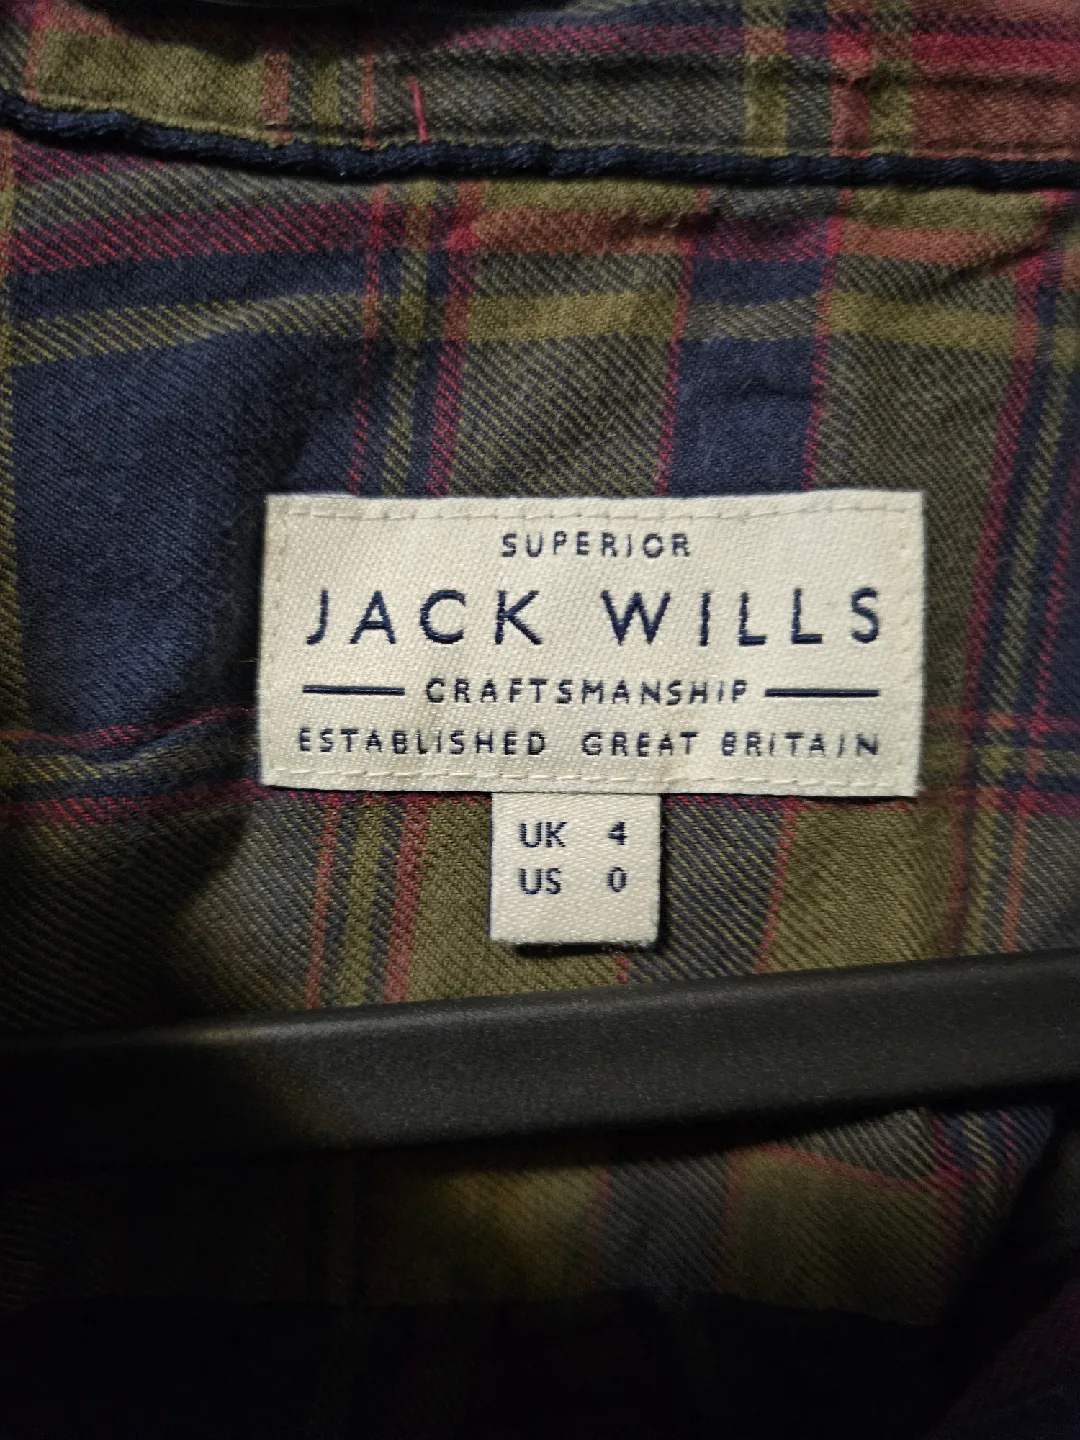 SUPERIOR
JACK WILLS
CRAFTSMANSHIP
ESTABLISHED GREAT BRITAIN
UK 4
US 0